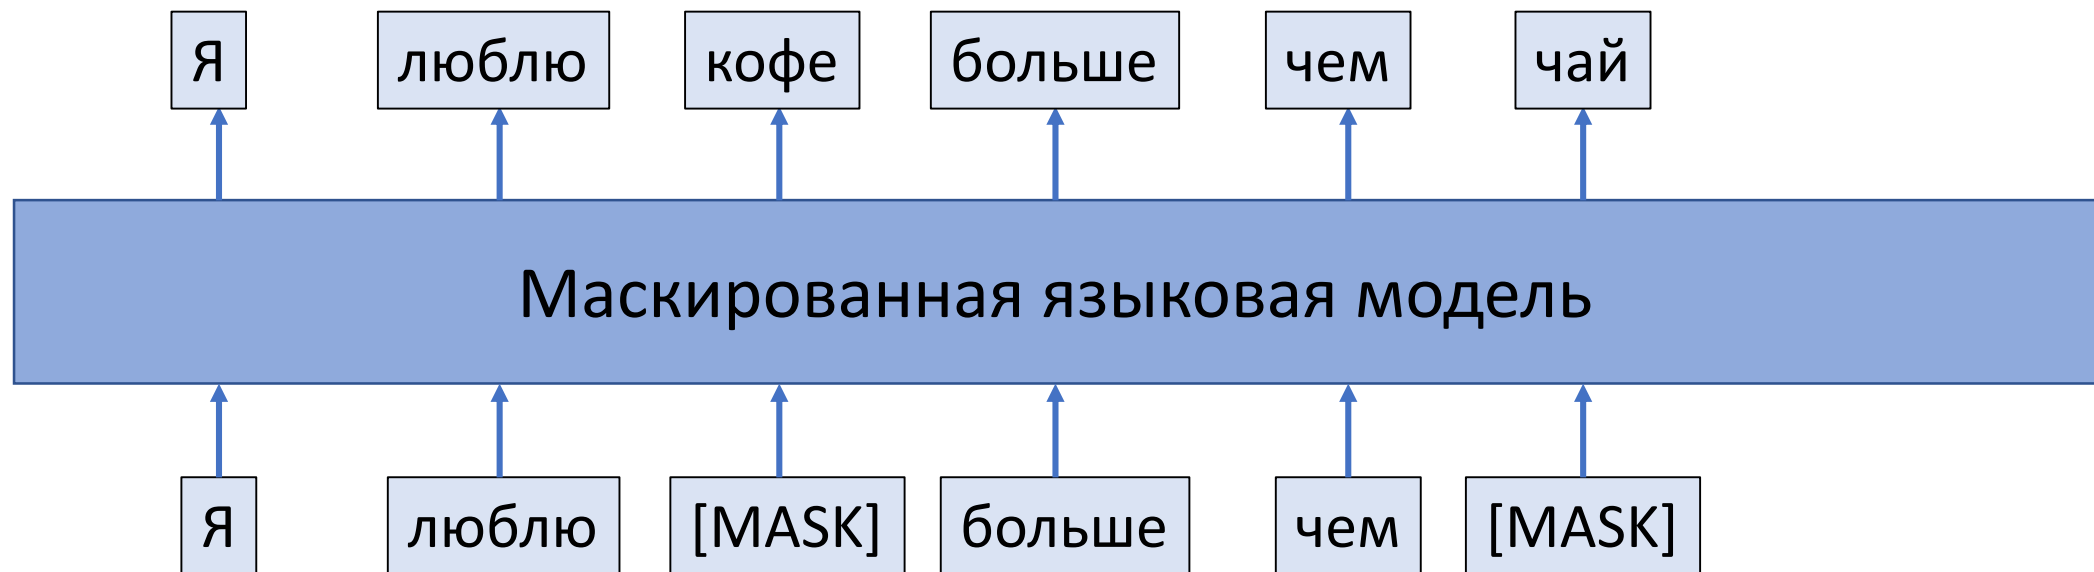 Я люблю кофе больше чем чай
Маскированная языковая модель
Я люблю [MASK] больше чем [MASK]